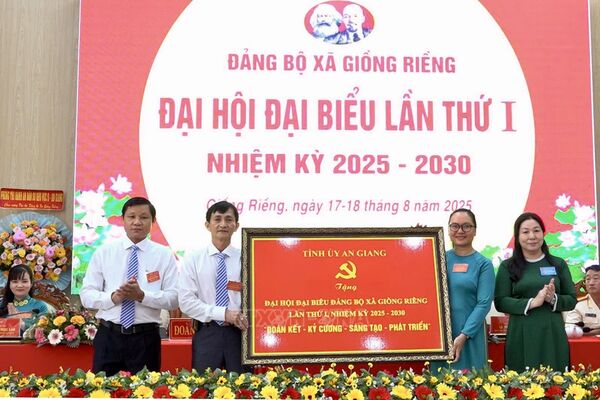 ĐẢNG BỘ XÃ GIỒNG RIỀNG
ĐẠI HỘI ĐẠI BIỂU LẦN THỨ I
NHIỆM KỲ 2025 - 2030
Giồng Riềng, ngày 17-18 tháng 8 năm 2025
TỈNH ỦY AN GIANG
Tặng
ĐẠI HỘI ĐẠI BIỂU ĐẢNG BỘ XÃ GIỒNG RIỀNG
LẦN THỨ I, NHIỆM KỲ 2025 - 2030
"ĐOÀN KẾT - KỶ CƯƠNG - SÁNG TẠO - PHÁT TRIỂN"
ĐOÀN